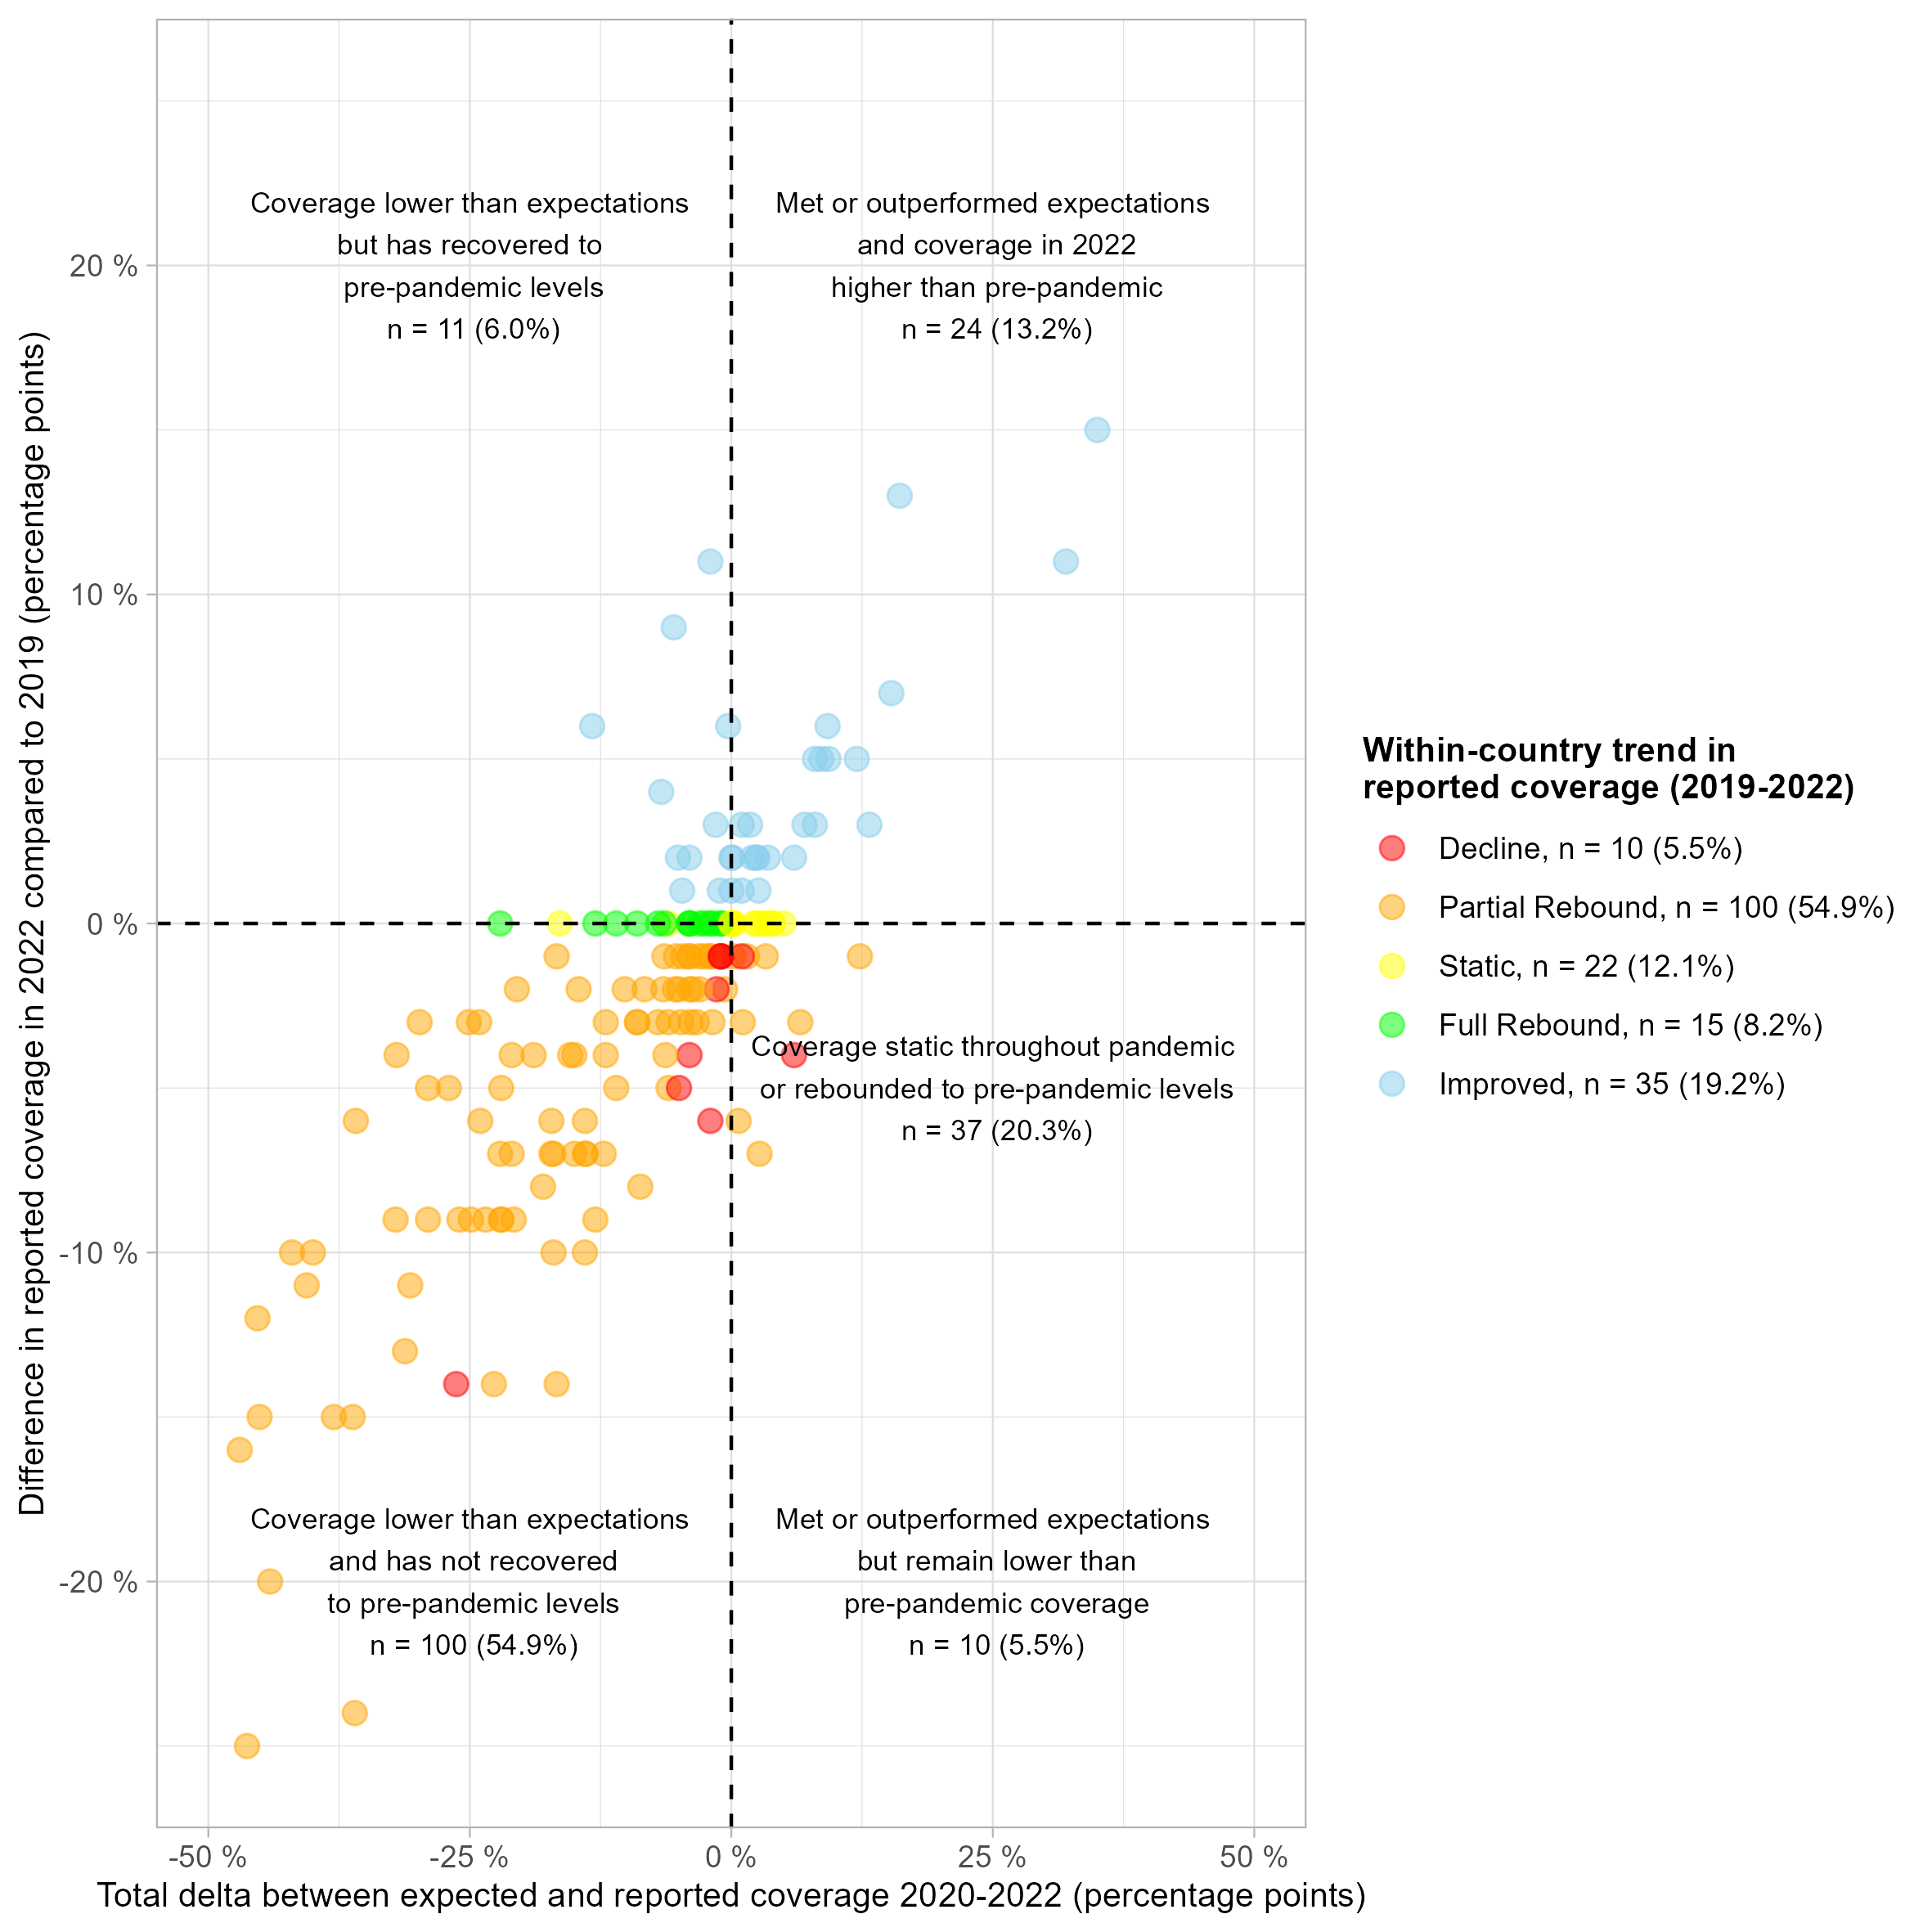 Difference in reported coverage in 2022 compared to 2019 (percentage points)
20 %
10 %
0 %
-10 %
-20 %
Coverage lower than expectations
but has recovered to
pre-pandemic levels
n = 11 (6.0%)
Met or outperformed expectations
and coverage in 2022
higher than pre-pandemic
n = 24 (13.2%)
Coverage static throughout pandemic
or rebounded to pre-pandemic levels
n = 37 (20.3%)
Coverage lower than expectations
and has not recovered
to pre-pandemic levels
n = 100 (54.9%)
Met or outperformed expectations
but remain lower than
pre-pandemic coverage
n = 10 (5.5%)
-50 %
-25 %
0 %
25 %
50 %
Total delta between expected and reported coverage 2020-2022 (percentage points)
Within-country trend in
reported coverage (2019-2022)
Decline, n = 10 (5.5%)
Partial Rebound, n = 100 (54.9%)
Static, n = 22 (12.1%)
Full Rebound, n = 15 (8.2%)
Improved, n = 35 (19.2%)